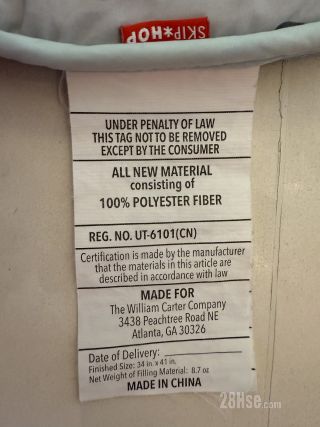 SKIP*HOP
UNDER PENALTY OF LAW
THIS TAG NOT TO BE REMOVED
EXCEPT BY THE CONSUMER
ALL NEW MATERIAL
consisting of
100% POLYESTER FIBER
REG. NO. UT-6101(CN)
Certification is made by the manufacturer
that the materials in this article are
described in accordance with law
MADE FOR
The William Carter Company
3438 Peachtree Road NE
Atlanta, GA 30326
Date of Delivery:
Finished Size: 34 in. x 41 in.
Net Weight of Filling Material: 8.7 oz
MADE IN CHINA
28Hse.com